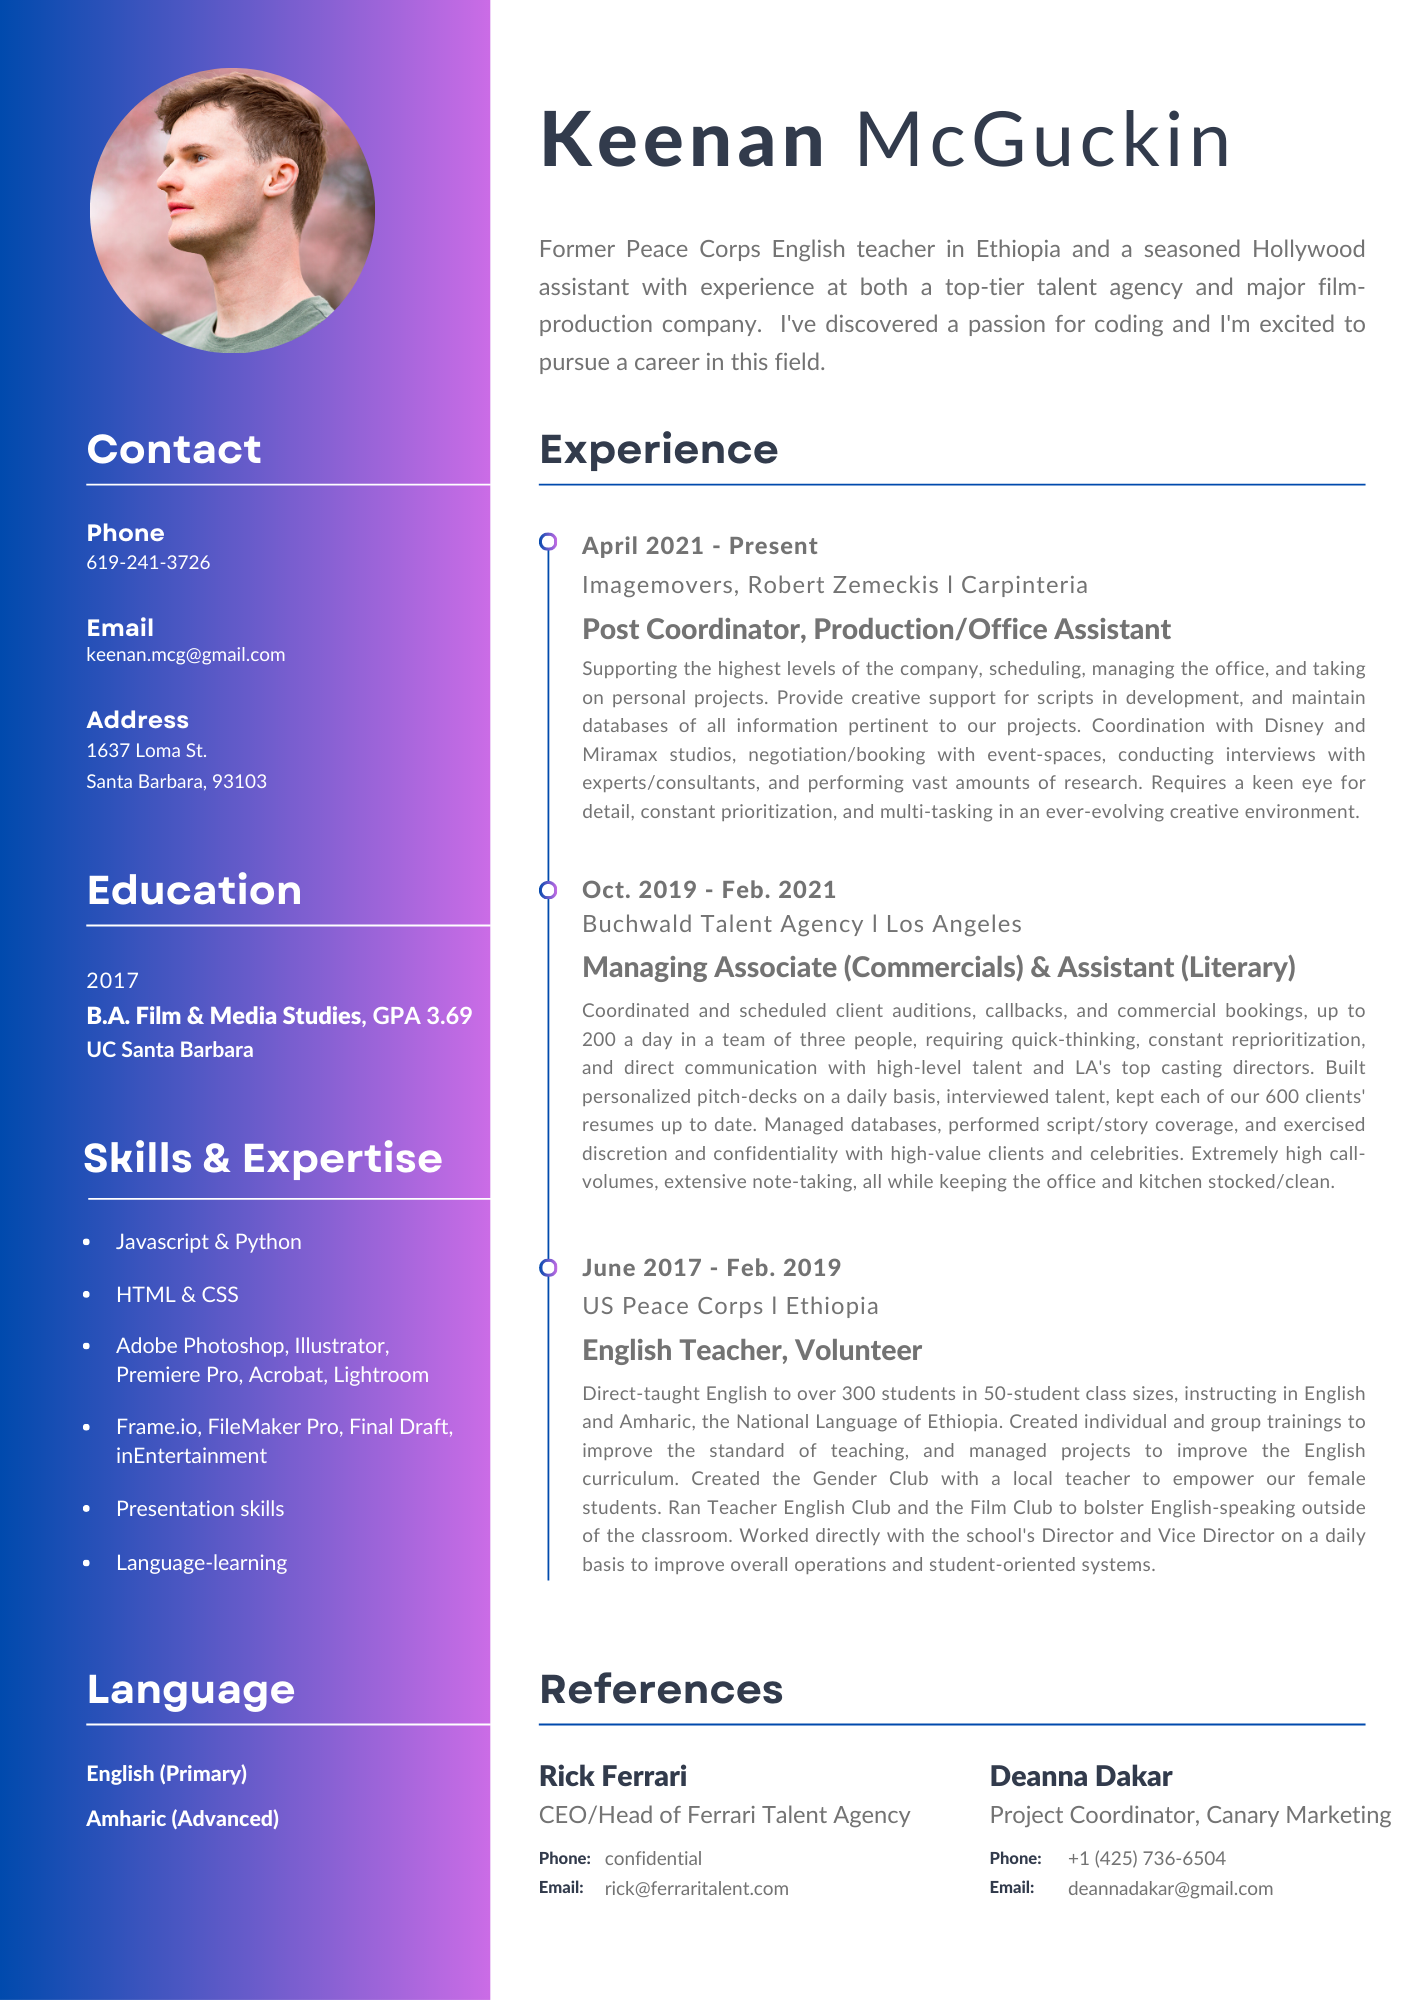 Keenan McGuckin
Former Peace Corps English teacher in Ethiopia and a seasoned Hollywood
assistant with experience at both a top-tier talent agency and major film-
production company.  I've discovered a passion for coding and I'm excited to
pursue a career in this field.
Contact
Phone
619-241-3726
Email
keenan.mcg@gmail.com
Address
1637 Loma St.
Santa Barbara, 93103
Education
2017
B.A. Film & Media Studies, GPA 3.69
UC Santa Barbara
Skills & Expertise
• Javascript & Python
• HTML & CSS
• Adobe Photoshop, Illustrator,
Premiere Pro, Acrobat, Lightroom
• Frame.io, FileMaker Pro, Final Draft,
inEntertainment
• Presentation skills
• Language-learning
Language
English (Primary)
Amharic (Advanced)
Experience
April 2021 - Present
Imagemovers, Robert Zemeckis l Carpinteria
Post Coordinator, Production/Office Assistant
Supporting the highest levels of the company, scheduling, managing the office, and taking
on personal projects. Provide creative support for scripts in development, and maintain
databases of all information pertinent to our projects. Coordination with Disney and
Miramax studios, negotiation/booking with event-spaces, conducting interviews with
experts/consultants, and performing vast amounts of research. Requires a keen eye for
detail, constant prioritization, and multi-tasking in an ever-evolving creative environment.
Oct. 2019 - Feb. 2021
Buchwald Talent Agency l Los Angeles
Managing Associate (Commercials) & Assistant (Literary)
Coordinated and scheduled client auditions, callbacks, and commercial bookings, up to
200 a day in a team of three people, requiring quick-thinking, constant reprioritization,
and direct communication with high-level talent and LA's top casting directors. Built
personalized pitch-decks on a daily basis, interviewed talent, kept each of our 600 clients'
resumes up to date. Managed databases, performed script/story coverage, and exercised
discretion and confidentiality with high-value clients and celebrities. Extremely high call-
volumes, extensive note-taking, all while keeping the office and kitchen stocked/clean.
June 2017 - Feb. 2019
US Peace Corps l Ethiopia
English Teacher, Volunteer
Direct-taught English to over 300 students in 50-student class sizes, instructing in English
and Amharic, the National Language of Ethiopia. Created individual and group trainings to
improve the standard of teaching, and managed projects to improve the English
curriculum. Created the Gender Club with a local teacher to empower our female
students. Ran Teacher English Club and the Film Club to bolster English-speaking outside
of the classroom. Worked directly with the school's Director and Vice Director on a daily
basis to improve overall operations and student-oriented systems.
References
Rick Ferrari
CEO/Head of Ferrari Talent Agency
Phone: confidential
Email: rick@ferraritalent.com
Deanna Dakar
Project Coordinator, Canary Marketing
Phone: +1 (425) 736-6504
Email: deannadakar@gmail.com